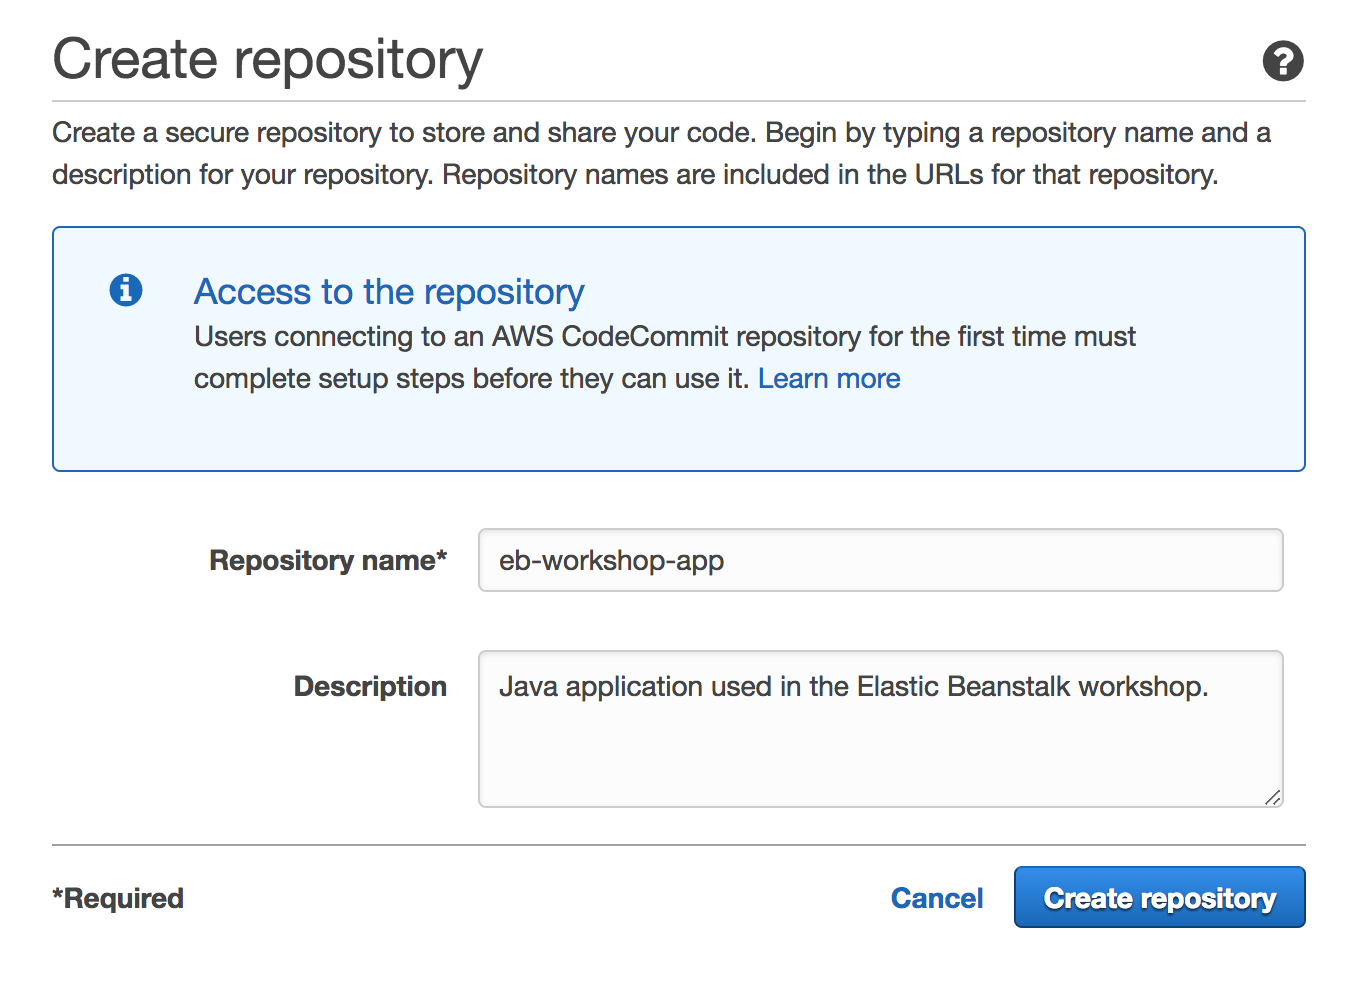 Create repository
Create a secure repository to store and share your code. Begin by typing a repository name and a
description for your repository. Repository names are included in the URLs for that repository.
Access to the repository
Users connecting to an AWS CodeCommit repository for the first time must
complete setup steps before they can use it. Learn more
Repository name* eb-workshop-app
Description Java application used in the Elastic Beanstalk workshop.
*Required Cancel Create repository